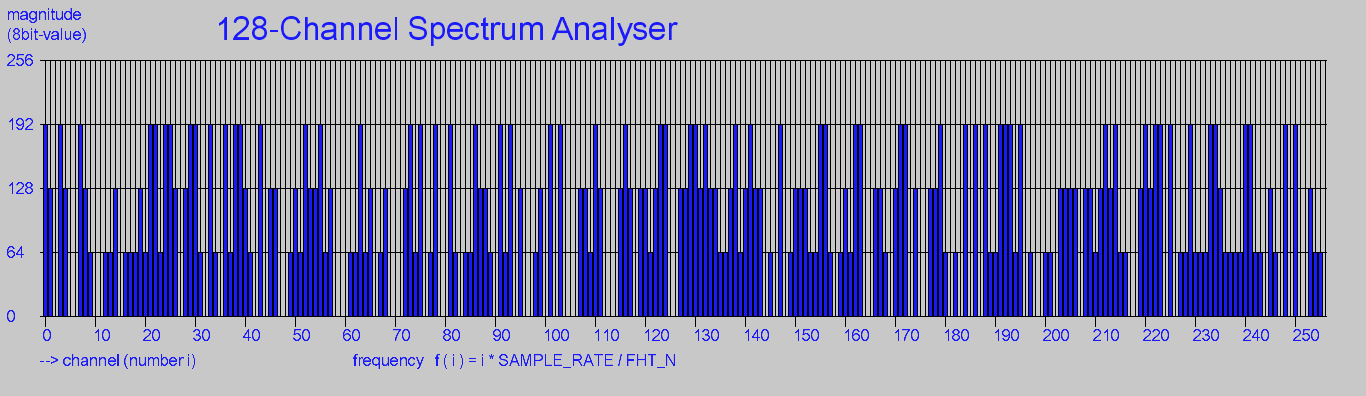 magnitude
(8bit-value)
128-Channel Spectrum Analyser
256
192
128
64
0
0 10 20 30 40 50 60 70 80 90 100 110 120 130 140 150 160 170 180 190 200 210 220 230 240 250
--> channel (number i)
frequency f ( i ) = i * SAMPLE_RATE / FHT_N